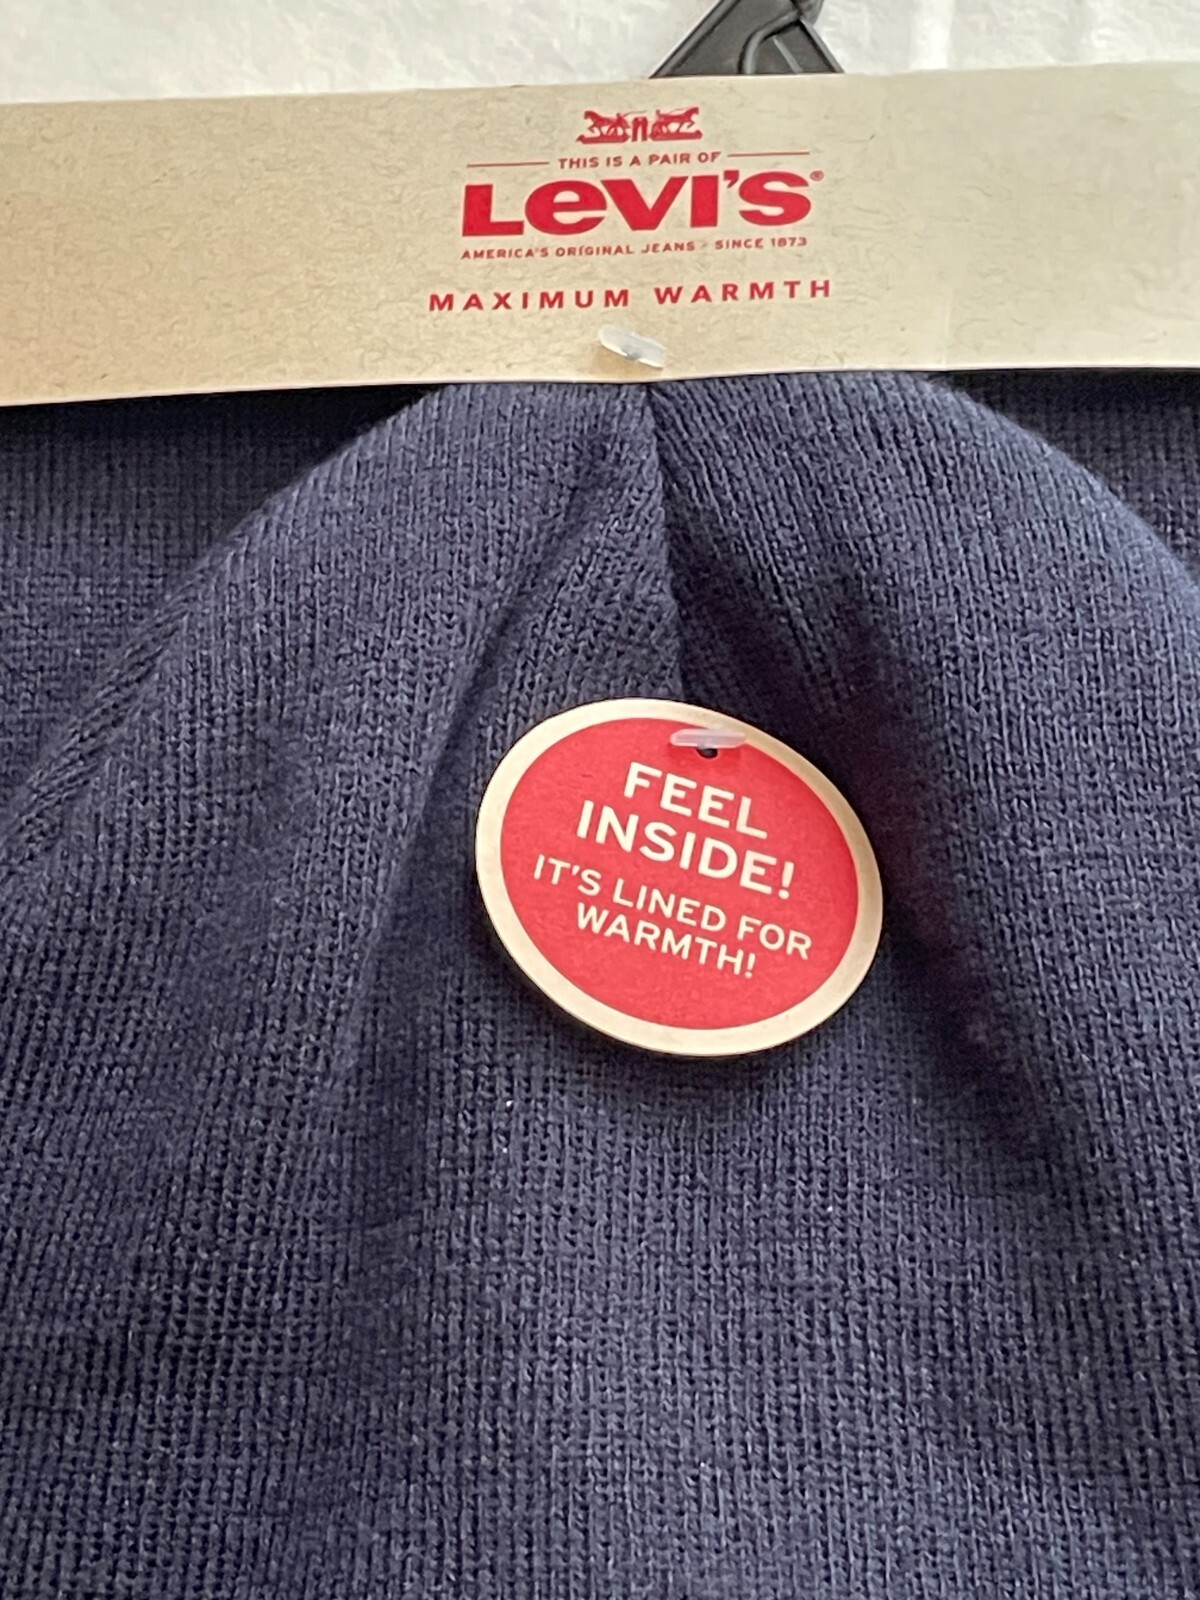 THIS IS A PAIR OF
LEVI'S®
AMERICA'S ORIGINAL JEANS - SINCE 1873
MAXIMUM WARMTH
FEEL
INSIDE!
IT'S LINED FOR
WARMTH!